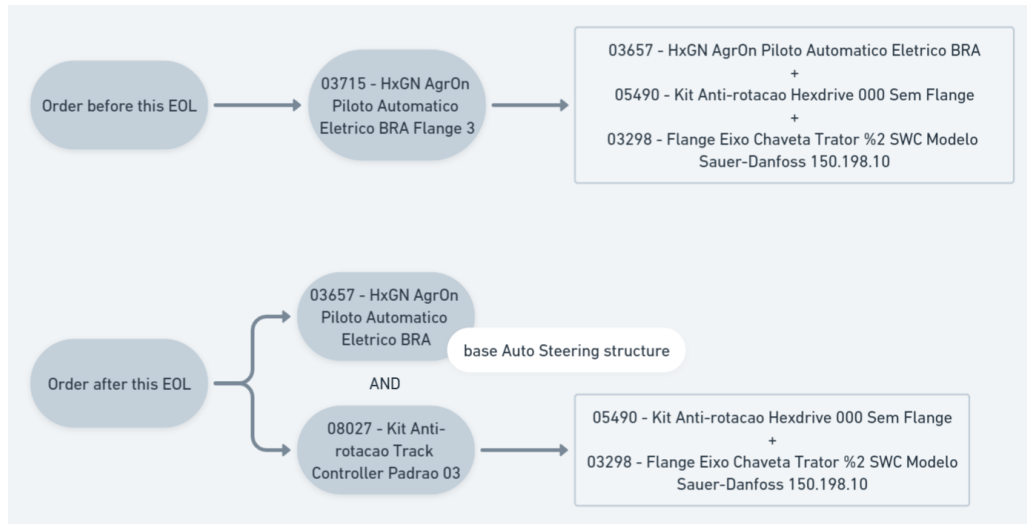 03657 - HxGN AgrOn Piloto Automatico Eletrico BRA
+
05490 - Kit Anti-rotacao Hexdrive 000 Sem Flange
+
03298 - Flange Eixo Chaveta Trator %2 SWC Modelo
Sauer-Danfoss 150.198.10
Order before this EOL
03715 - HxGN AgrOn
Piloto Automatico
Eletrico BRA Flange 3
03657 - HxGN AgrOn
Piloto Automatico
Eletrico BRA
base Auto Steering structure
Order after this EOL
AND
08027 - Kit Anti-
rotacao Track
Controller Padrao 03
05490 - Kit Anti-rotacao Hexdrive 000 Sem Flange
+
03298 - Flange Eixo Chaveta Trator %2 SWC Modelo
Sauer-Danfoss 150.198.10